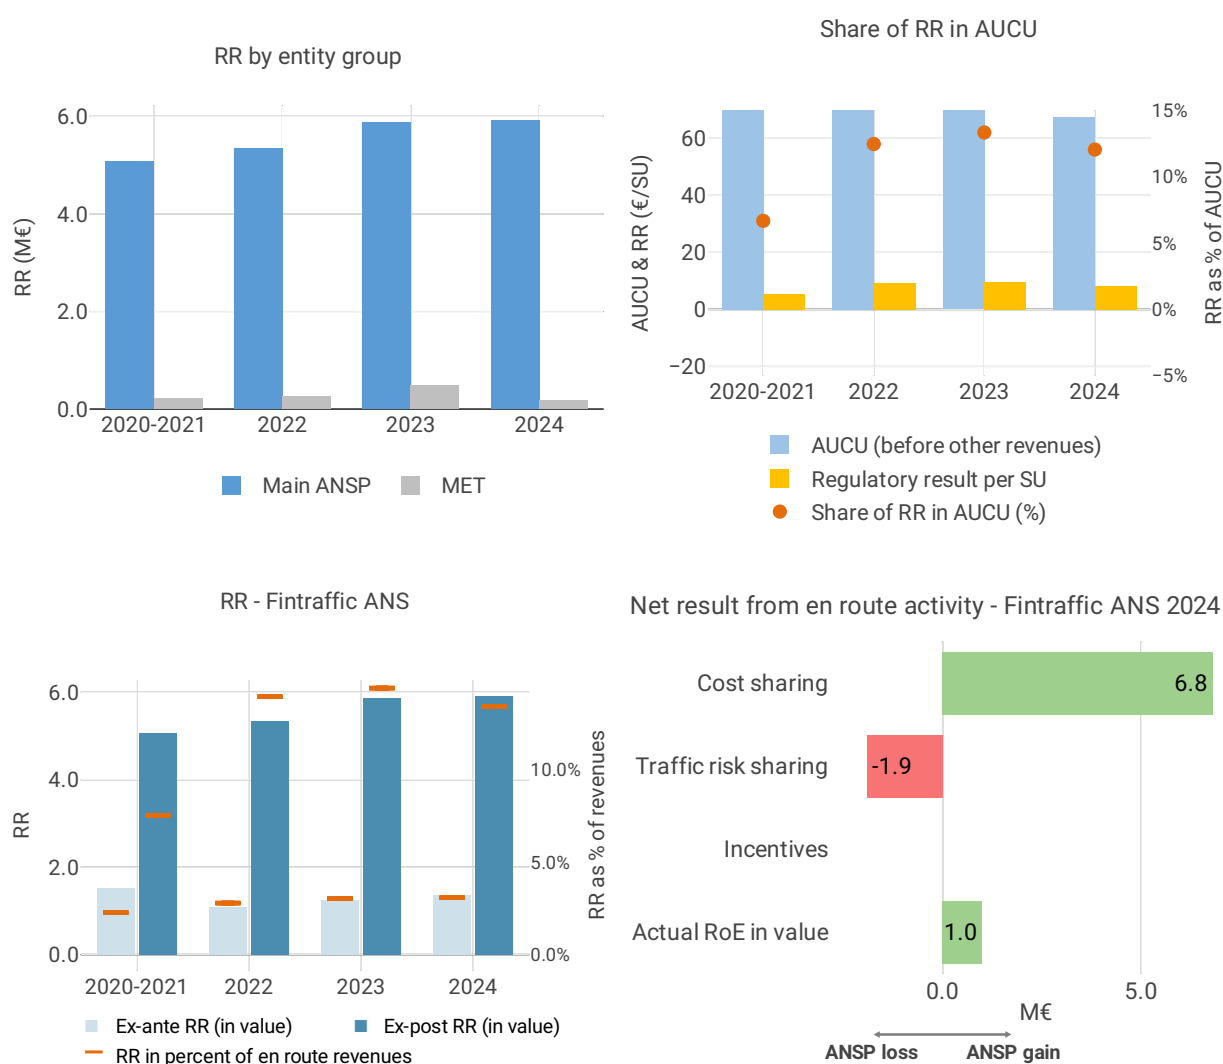 RR by entity group
RR (M€)
6.0
4.0
2.0
0.0
2020-2021
2022
2023
2024
Main ANSP
MET
Share of RR in AUCU
AUCU & RR (€/SU)
60
40
20
0
−20
15%
10%
5%
0%
−5%
RR as % of AUCU
2020-2021
2022
2023
2024
AUCU (before other revenues)
Regulatory result per SU
Share of RR in AUCU (%)
RR - Fintraffic ANS
RR
6.0
4.0
2.0
0.0
10.0%
5.0%
0.0%
RR as % of revenues
2020-2021
2022
2023
2024
Ex-ante RR (in value)
Ex-post RR (in value)
RR in percent of en route revenues
Net result from en route activity - Fintraffic ANS 2024
Cost sharing
6.8
Traffic risk sharing
-1.9
Incentives
Actual RoE in value
1.0
0.0
5.0
M€
ANSP loss
ANSP gain